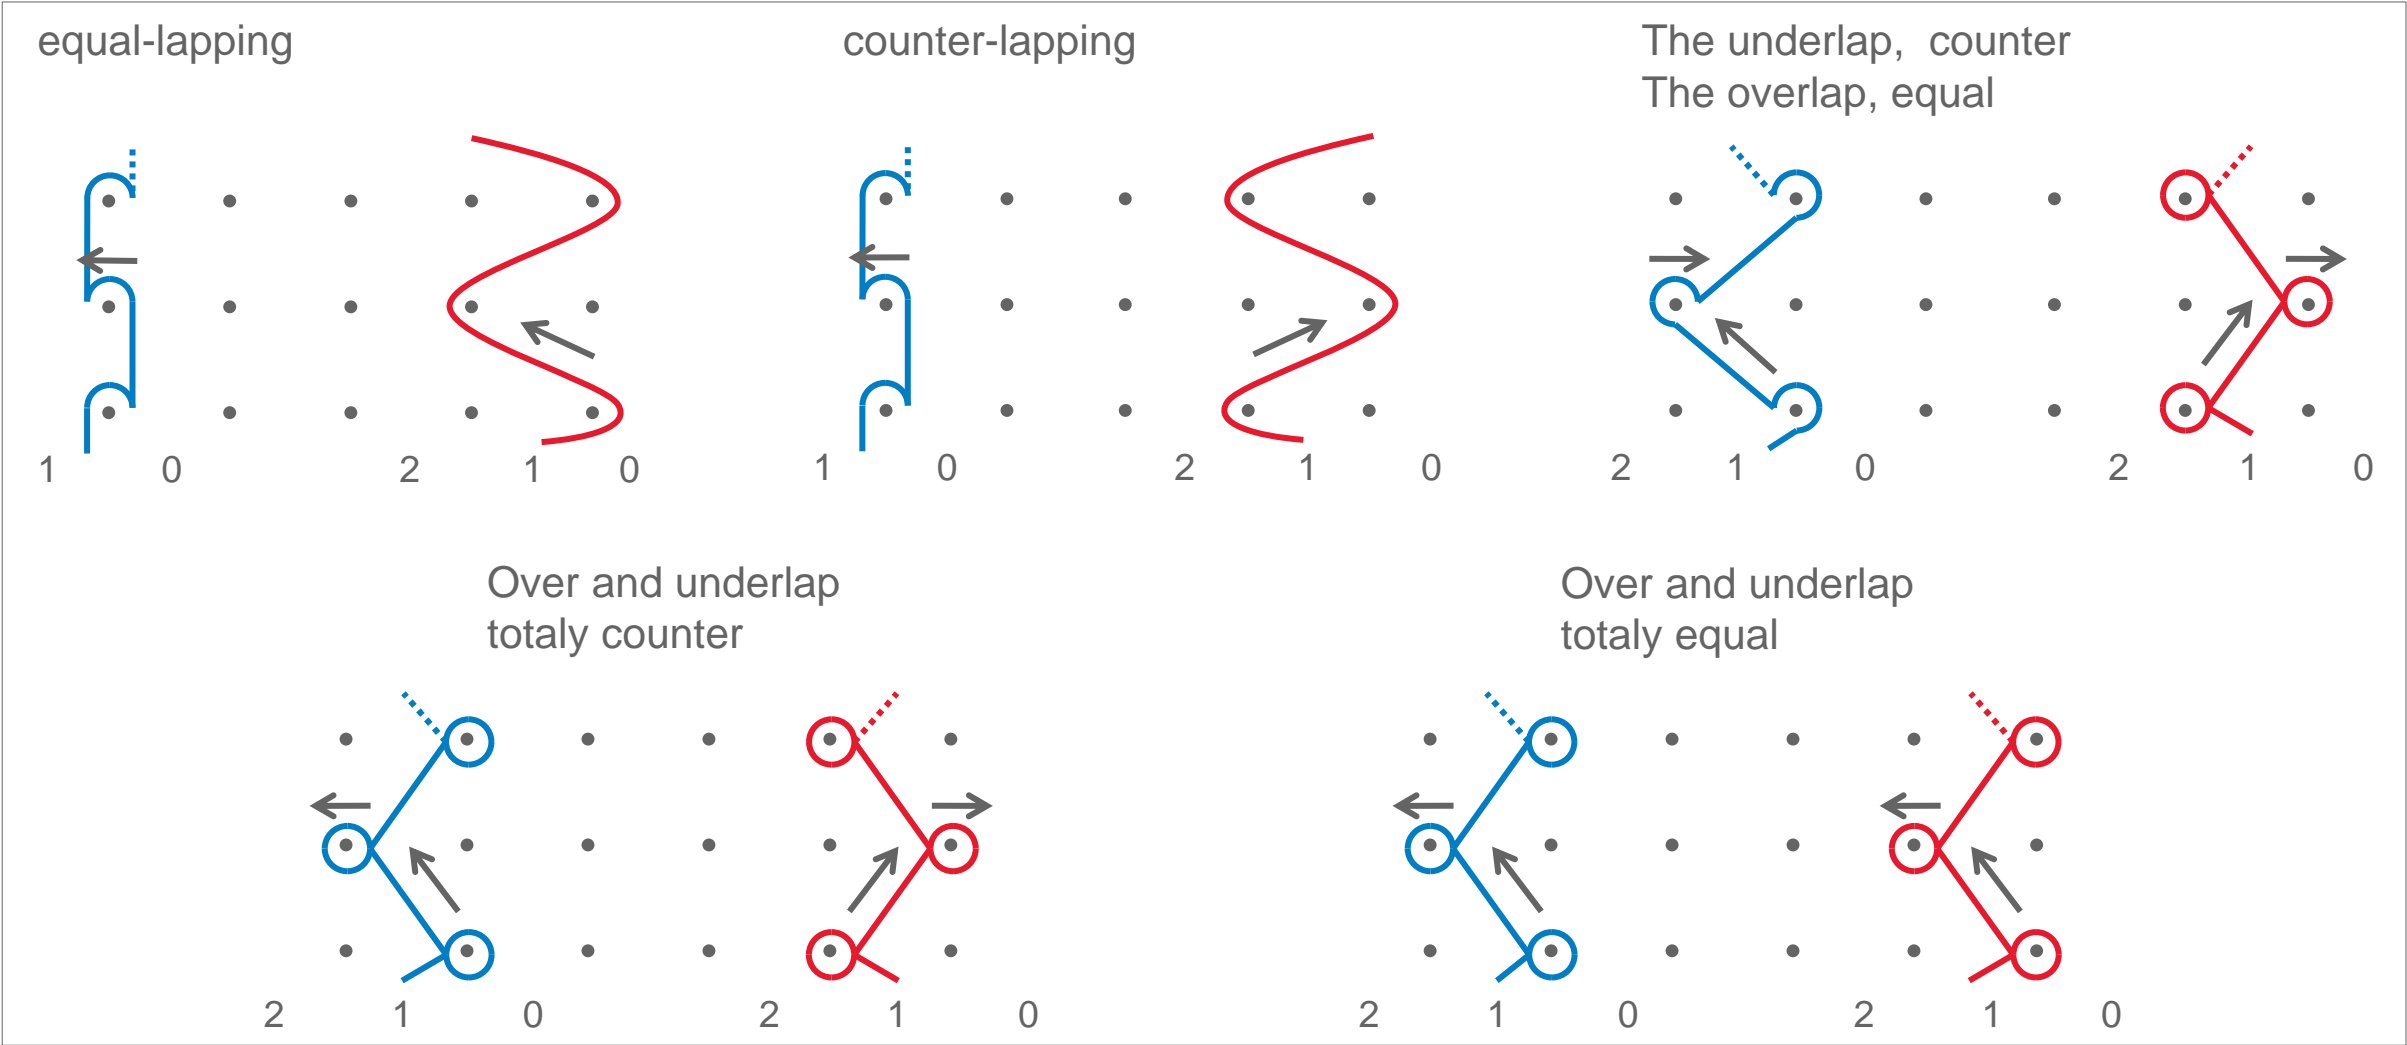 equal-lapping
counter-lapping
The underlap, counter
The overlap, equal
1 0 2 1 0
1 0 2 1 0
2 1 0 2 1 0
Over and underlap
totaly counter
Over and underlap
totaly equal
2 1 0 2 1 0
2 1 0 2 1 0